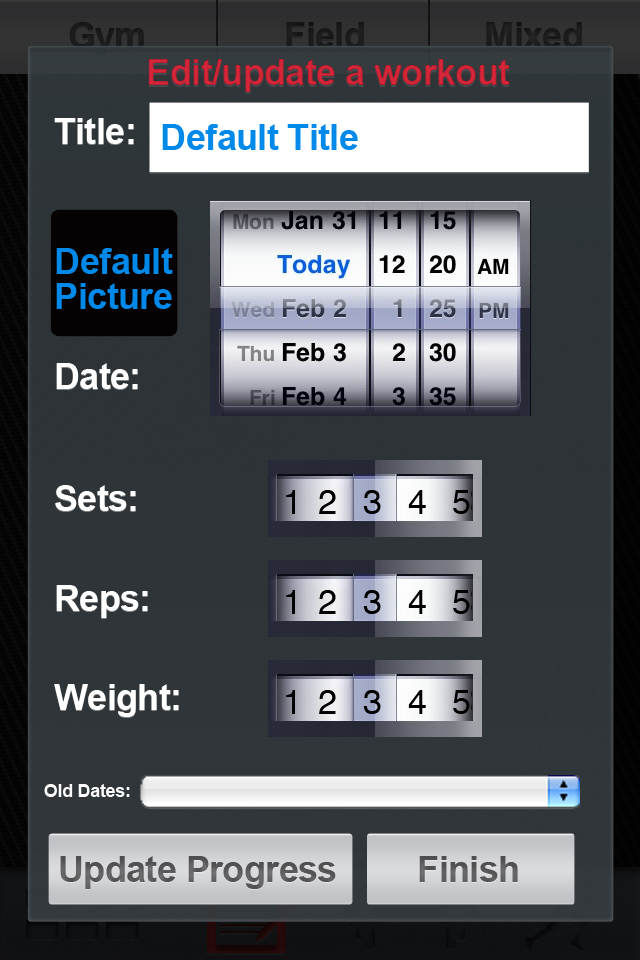 Gym Field Mixed
Edit/update a workout
Title: Default Title
Default
Picture
Mon Jan 31 11 15
Today 12 20 AM
Wed Feb 2 1 25 PM
Thu Feb 3 2 30
Fri Feb 4 3 35
Date:
Sets: 1 2 3 4 5
Reps: 1 2 3 4 5
Weight: 1 2 3 4 5
Old Dates:
Update Progress Finish